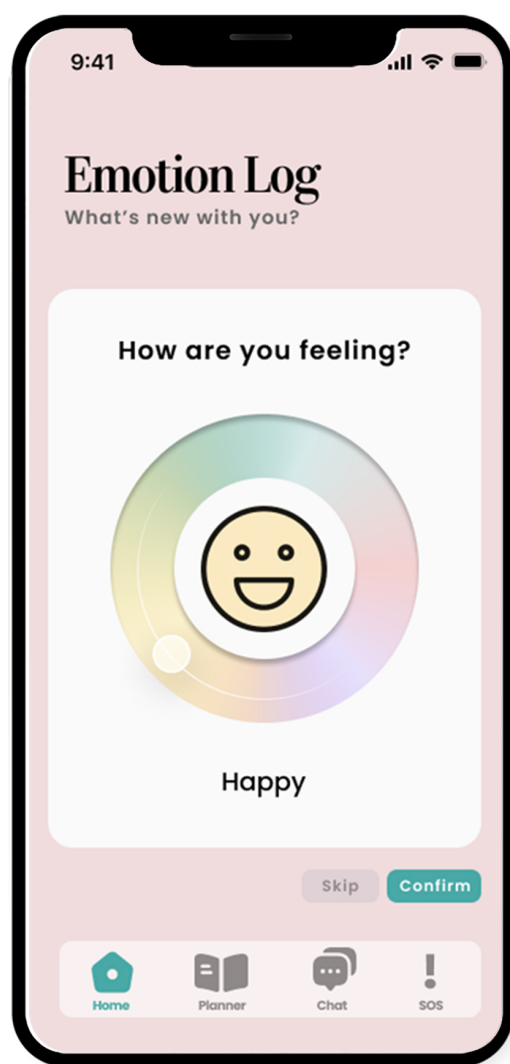 9:41
Emotion Log
What's new with you?
How are you feeling?
Happy
Skip
Confirm
Home
Planner
Chat
SOS